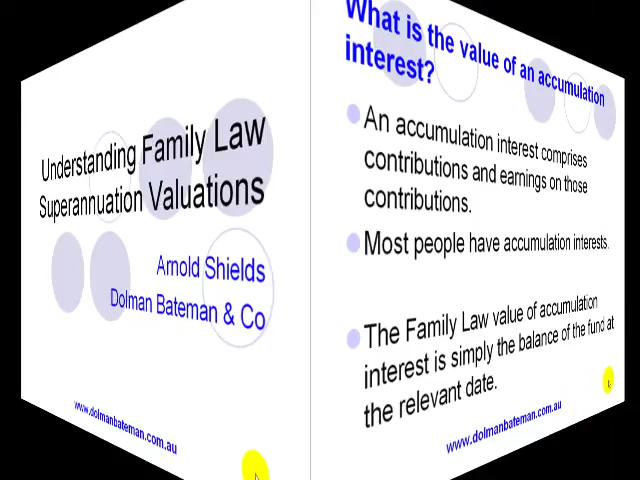 Understanding Family Law
Superannuation Valuations
Arnold Shields
Dolman Bateman & Co
www.dolmanbateman.com.au
What is the value of an accumulation
interest?
An accumulation interest comprises
contributions and earnings on those
contributions.
Most people have accumulation interests.
The Family Law value of accumulation
interest is simply the balance of the fund at
the relevant date.
www.dolmanbateman.com.au